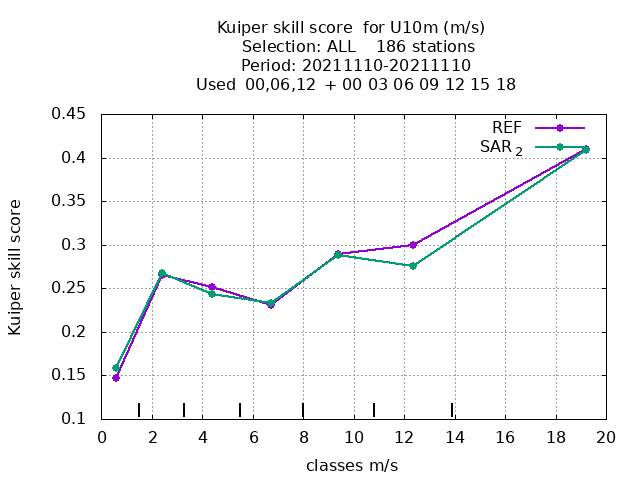 Kuiper skill score for U10m (m/s)
Selection: ALL 186 stations
Period: 20211110-20211110
Used 00,06,12 + 00 03 06 09 12 15 18
REF
SAR 2
Kuiper skill score
0.45
0.4
0.35
0.3
0.25
0.2
0.15
0.1
0 2 4 6 8 10 12 14 16 18 20
classes m/s